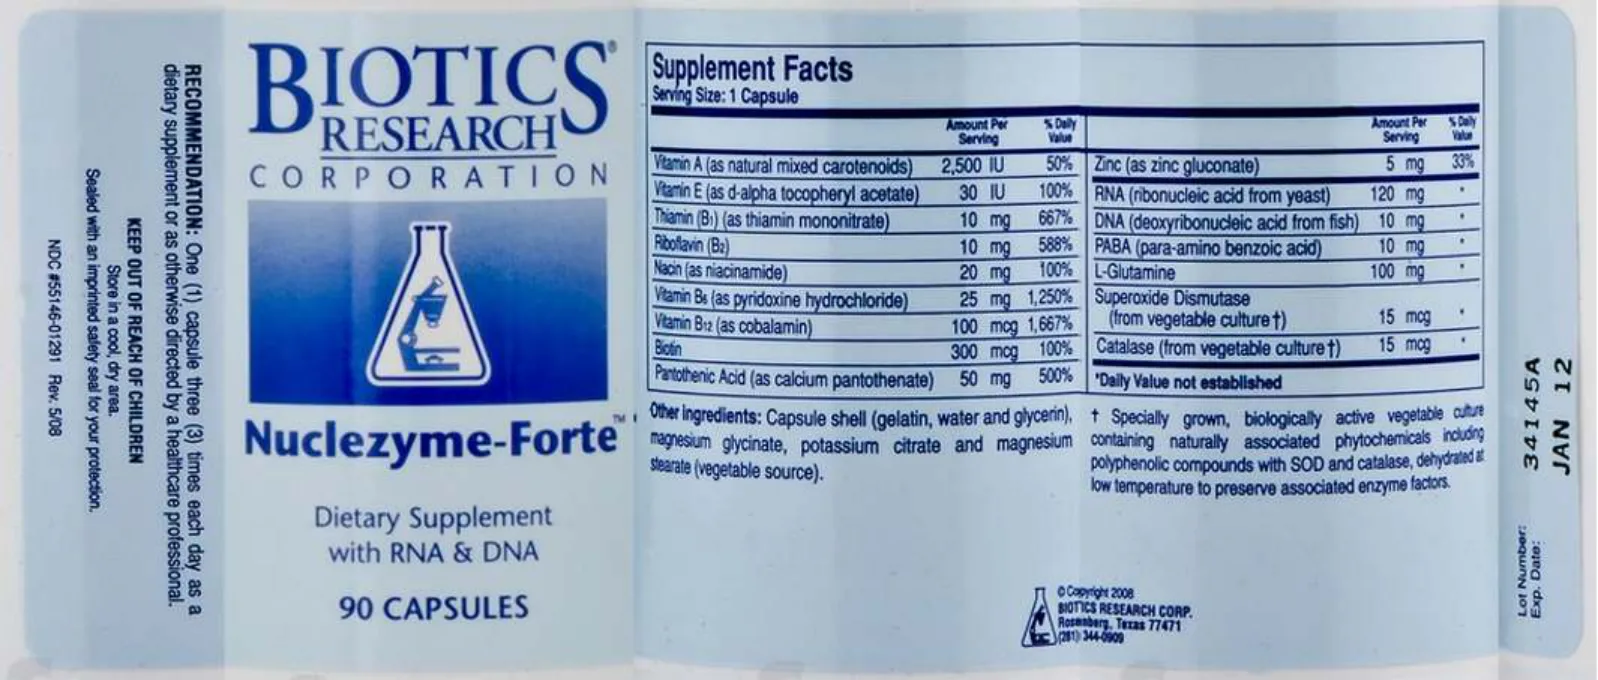 RECOMMENDATION: One (1) capsule three (3) times each day as a
dietary supplement or as otherwise directed by a healthcare professional.
KEEP OUT OF REACH OF CHILDREN
Store in a cool, dry area.
Sealed with an imprinted safety seal for your protection.
NDC #55146-01291 Rev. 5/08
BIOTICS®
RESEARCH
CORPORATION
Nuclezyme-Forte™
Dietary Supplement
with RNA & DNA
90 CAPSULES
Supplement Facts
Serving Size: 1 Capsule
Amount Per Serving % Daily Value
Vitamin A (as natural mixed carotenoids) 2,500 IU 50%
Vitamin E (as d-alpha tocopheryl acetate) 30 IU 100%
Thiamin (B1) (as thiamin mononitrate) 10 mg 667%
Riboflavin (B2) 10 mg 588%
Niacin (as niacinamide) 20 mg 100%
Vitamin B6 (as pyridoxine hydrochloride) 25 mg 1,250%
Vitamin B12 (as cobalamin) 100 mcg 1,667%
Biotin 300 mcg 100%
Pantothenic Acid (as calcium pantothenate) 50 mg 500%
Other Ingredients: Capsule shell (gelatin, water and glycerin),
magnesium glycinate, potassium citrate and magnesium
stearate (vegetable source).
Amount Per Serving % Daily Value
Zinc (as zinc gluconate) 5 mg 33%
RNA (ribonucleic acid from yeast) 120 mg *
DNA (deoxyribonucleic acid from fish) 10 mg *
PABA (para-amino benzoic acid) 10 mg *
L-Glutamine 100 mg *
Superoxide Dismutase
(from vegetable culture†) 15 mcg *
Catalase (from vegetable culture†) 15 mcg *
*Daily Value not established
† Specially grown, biologically active vegetable culture
containing naturally associated phytochemicals including
polyphenolic compounds with SOD and catalase, dehydrated at
low temperature to preserve associated enzyme factors.
© Copyright 2008
BIOTICS RESEARCH CORP.
Rosenberg, Texas 77471
(281) 344-0909
Lot Number: 34145A
Exp. Date: JAN 12